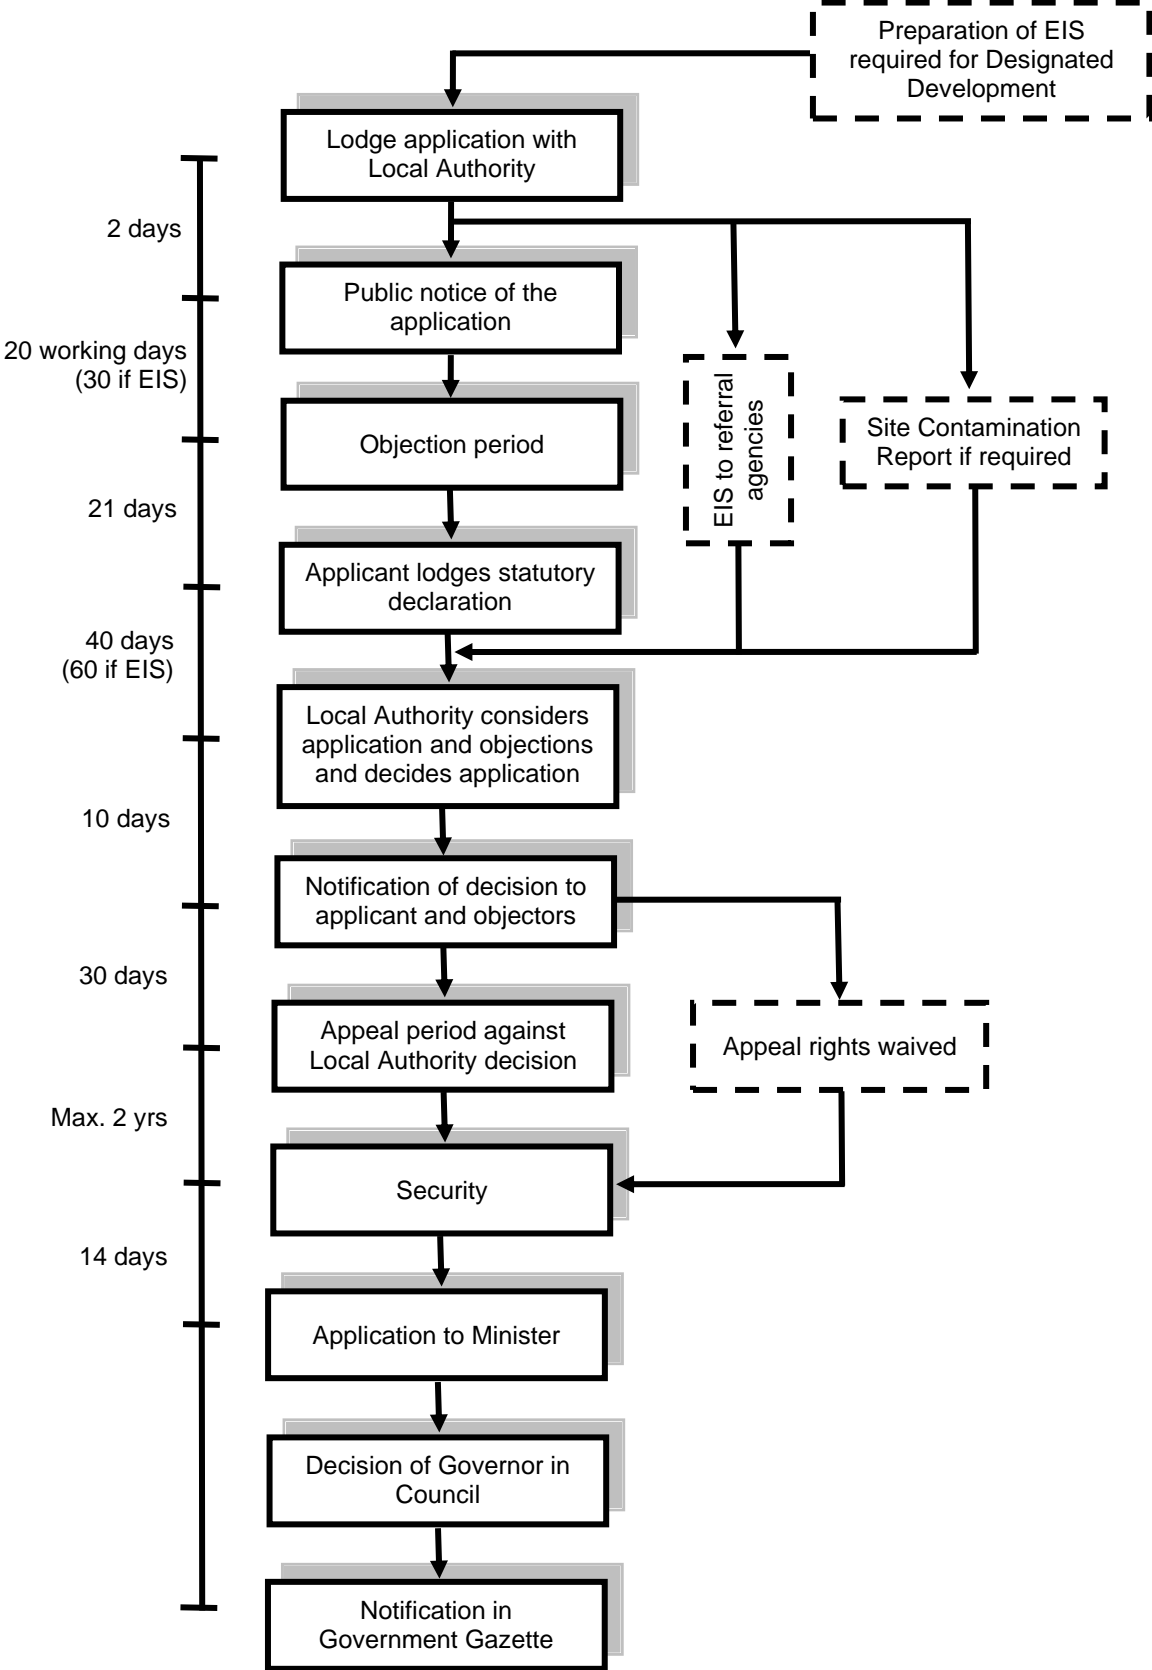 Preparation of EIS
required for Designated
Development
Lodge application with
Local Authority
2 days
Public notice of the
application
20 working days
(30 if EIS)
EIS to referral
agencies
Objection period
Site Contamination
Report if required
21 days
Applicant lodges statutory
declaration
40 days
(60 if EIS)
Local Authority considers
application and objections
and decides application
10 days
Notification of decision to
applicant and objectors
30 days
Appeal period against
Local Authority decision
Appeal rights waived
Max. 2 yrs
Security
14 days
Application to Minister
Decision of Governor in
Council
Notification in
Government Gazette